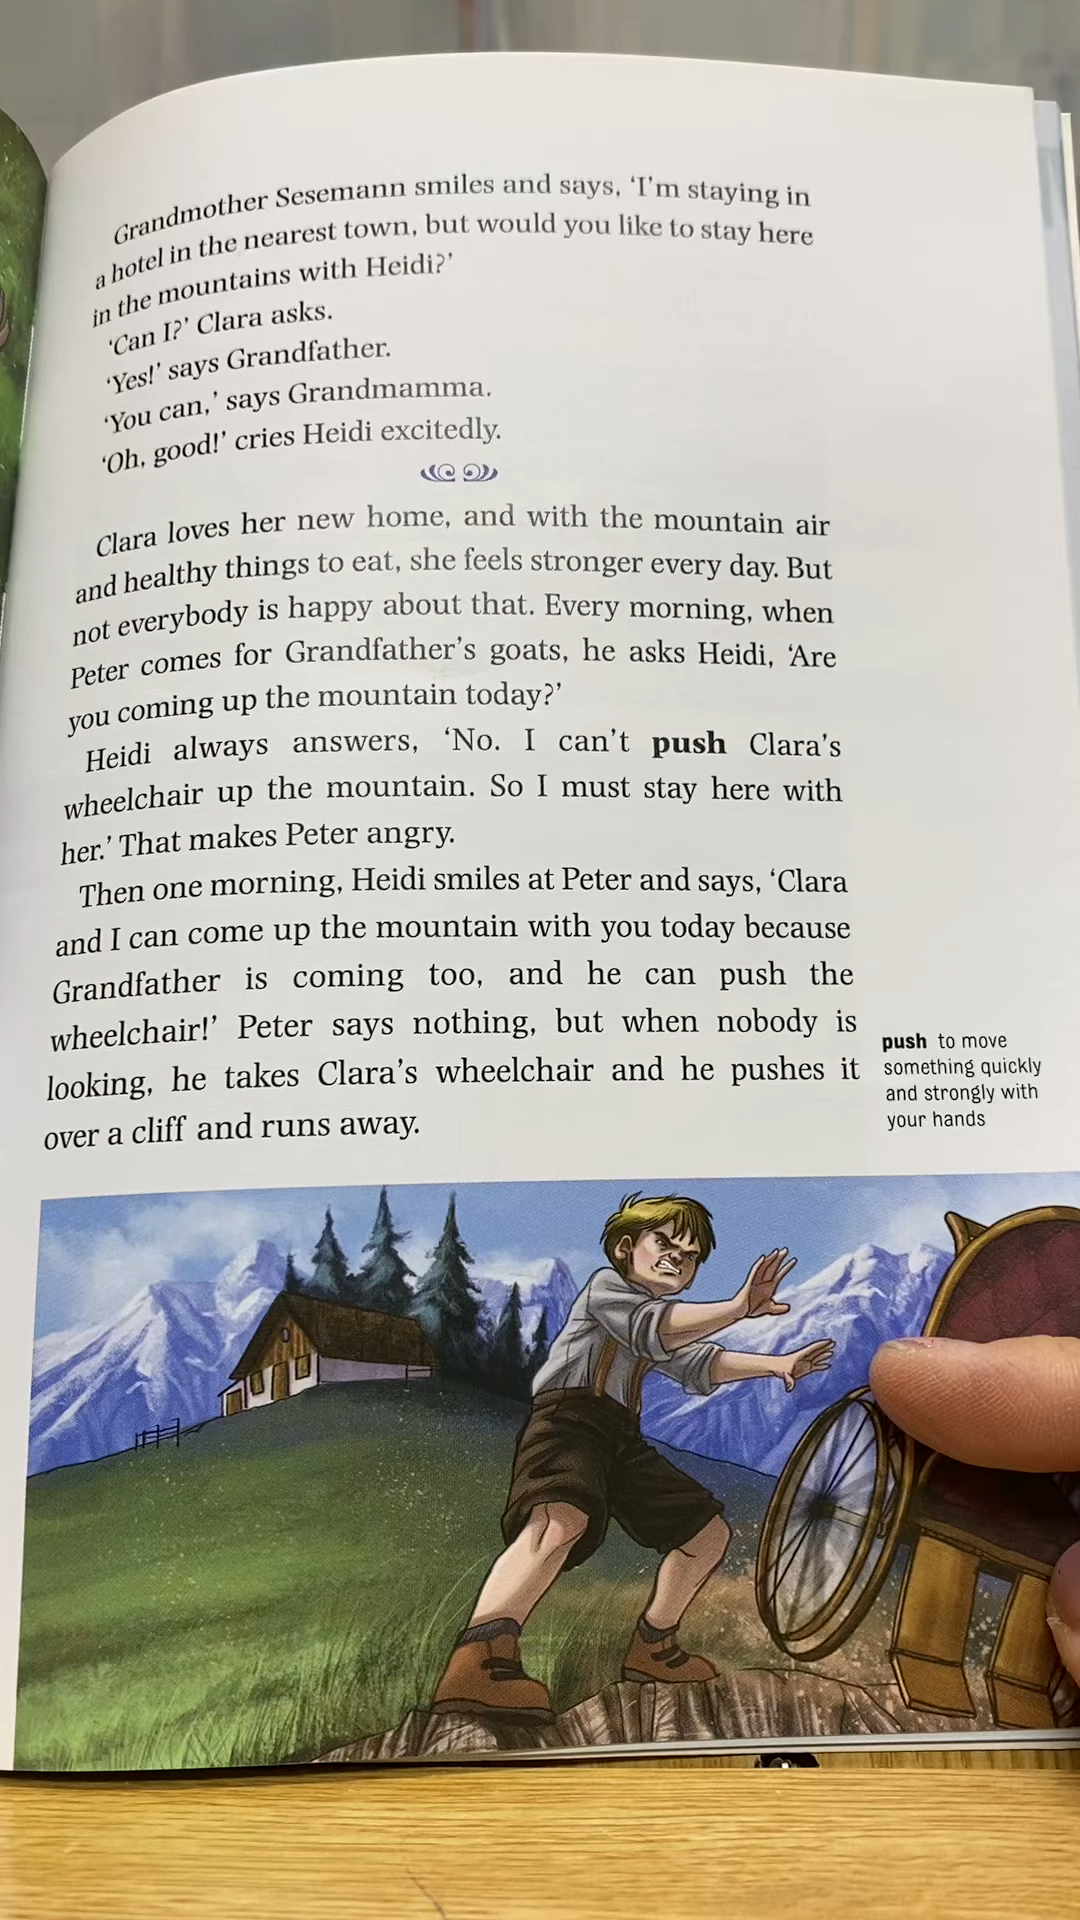 Grandmother Sesemann smiles and says, ‘I’m staying in
a hotel in the nearest town, but would you like to stay here
in the mountains with Heidi?’
‘Can I?’ Clara asks.
‘Yes!’ says Grandfather.
‘You can,’ says Grandmamma.
‘Oh, good!’ cries Heidi excitedly.
Clara loves her new home, and with the mountain air
and healthy things to eat, she feels stronger every day. But
not everybody is happy about that. Every morning, when
Peter comes for Grandfather’s goats, he asks Heidi, ‘Are
you coming up the mountain today?’
Heidi always answers, ‘No. I can’t push Clara’s
wheelchair up the mountain. So I must stay here with
her.’ That makes Peter angry.
Then one morning, Heidi smiles at Peter and says, ‘Clara
and I can come up the mountain with you today because
Grandfather is coming too, and he can push the
wheelchair!’ Peter says nothing, but when nobody is
looking, he takes Clara’s wheelchair and he pushes it
over a cliff and runs away.
push to move
something quickly
and strongly with
your hands